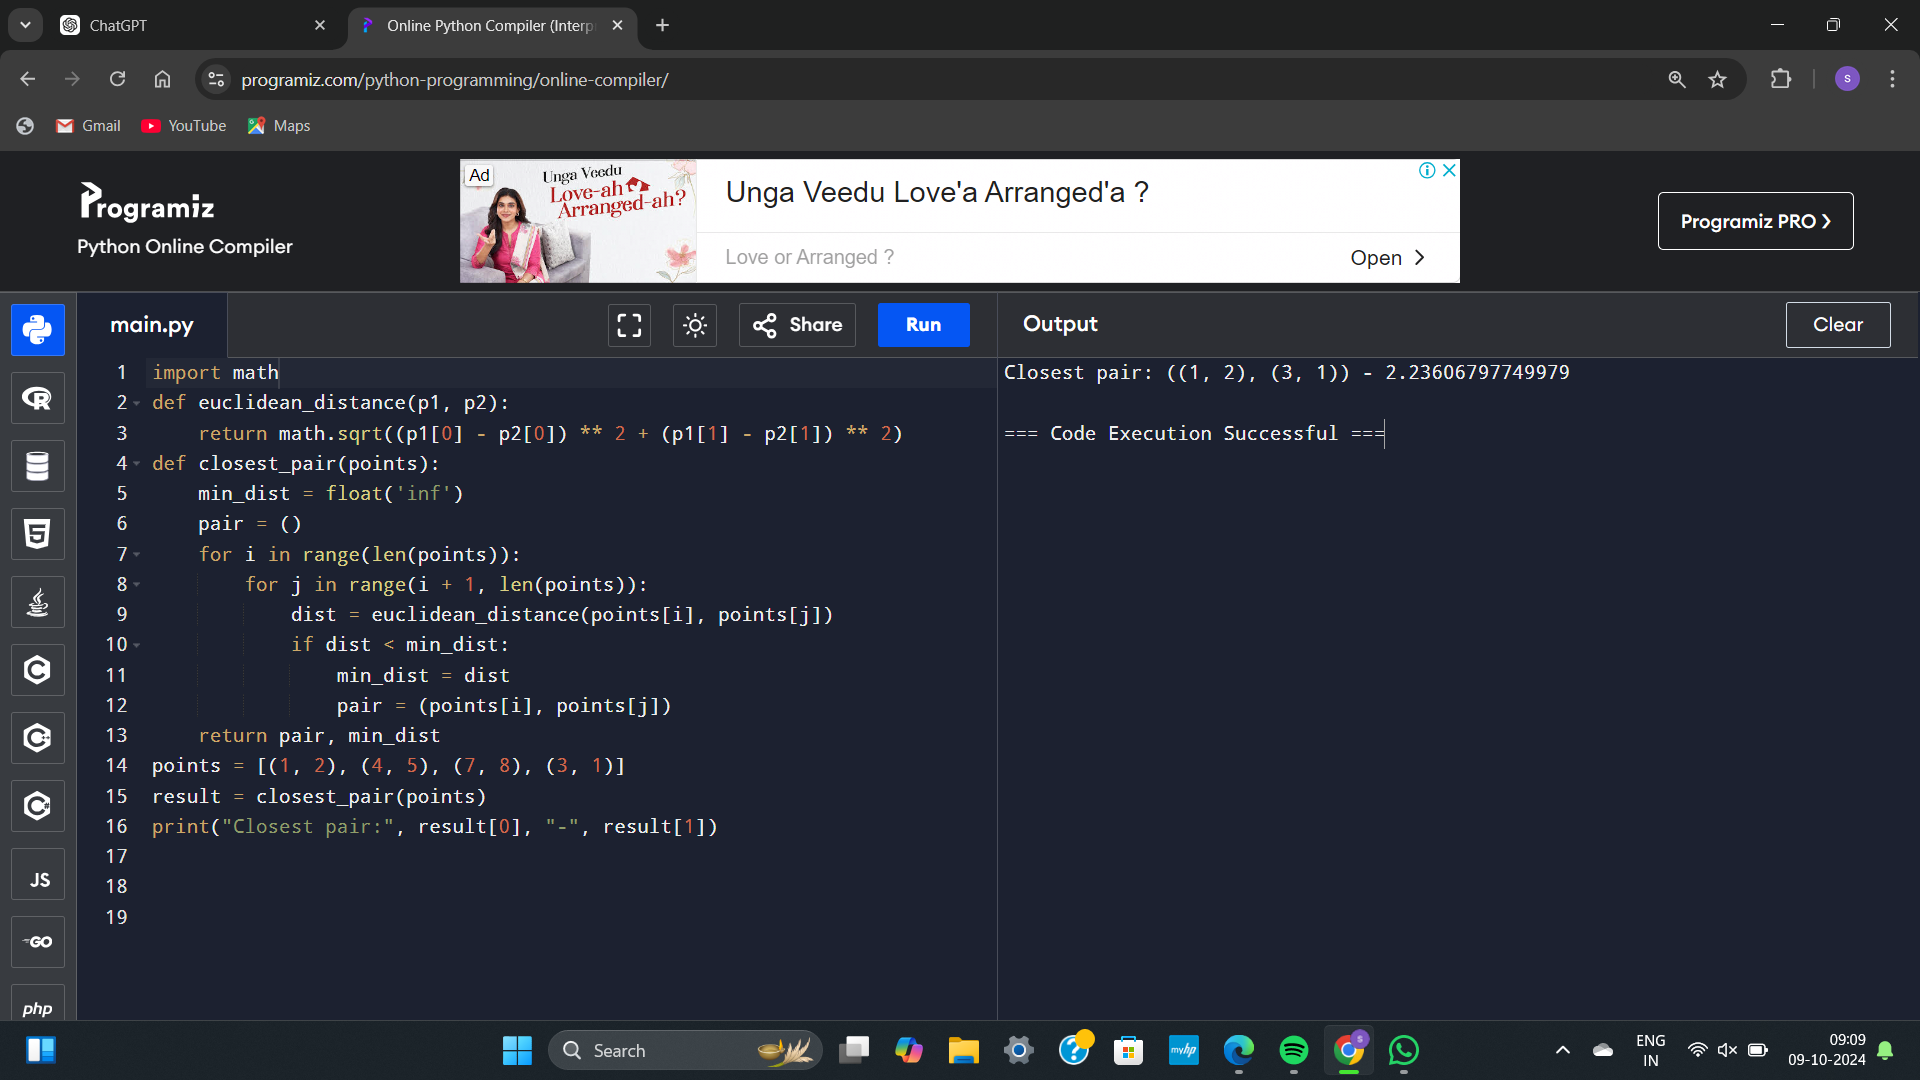 ChatGPT
Online Python Compiler (Interp
programiz.com/python-programming/online-compiler/
S
Gmail
YouTube
Maps
Programiz
Python Online Compiler
Ad
Unga Veedu
Love-ah
Arranged-ah?
Unga Veedu Love'a Arranged'a ?
Love or Arranged ?
Open
Programiz PRO
main.py
Share
Run
Output
Clear
1 import math
2 def euclidean_distance(p1, p2):
3     return math.sqrt((p1[0] - p2[0]) ** 2 + (p1[1] - p2[1]) ** 2)
4 def closest_pair(points):
5     min_dist = float('inf')
6     pair = ()
7     for i in range(len(points)):
8         for j in range(i + 1, len(points)):
9             dist = euclidean_distance(points[i], points[j])
10             if dist < min_dist:
11                 min_dist = dist
12                 pair = (points[i], points[j])
13     return pair, min_dist
14 points = [(1, 2), (4, 5), (7, 8), (3, 1)]
15 result = closest_pair(points)
16 print("Closest pair:", result[0], "-", result[1])
17
18
19
Closest pair: ((1, 2), (3, 1)) - 2.23606797749979
=== Code Execution Successful ===
R
5
C
C++
C#
JS
GO
php
Search
myhp
S
ENG
IN
09:09
09-10-2024